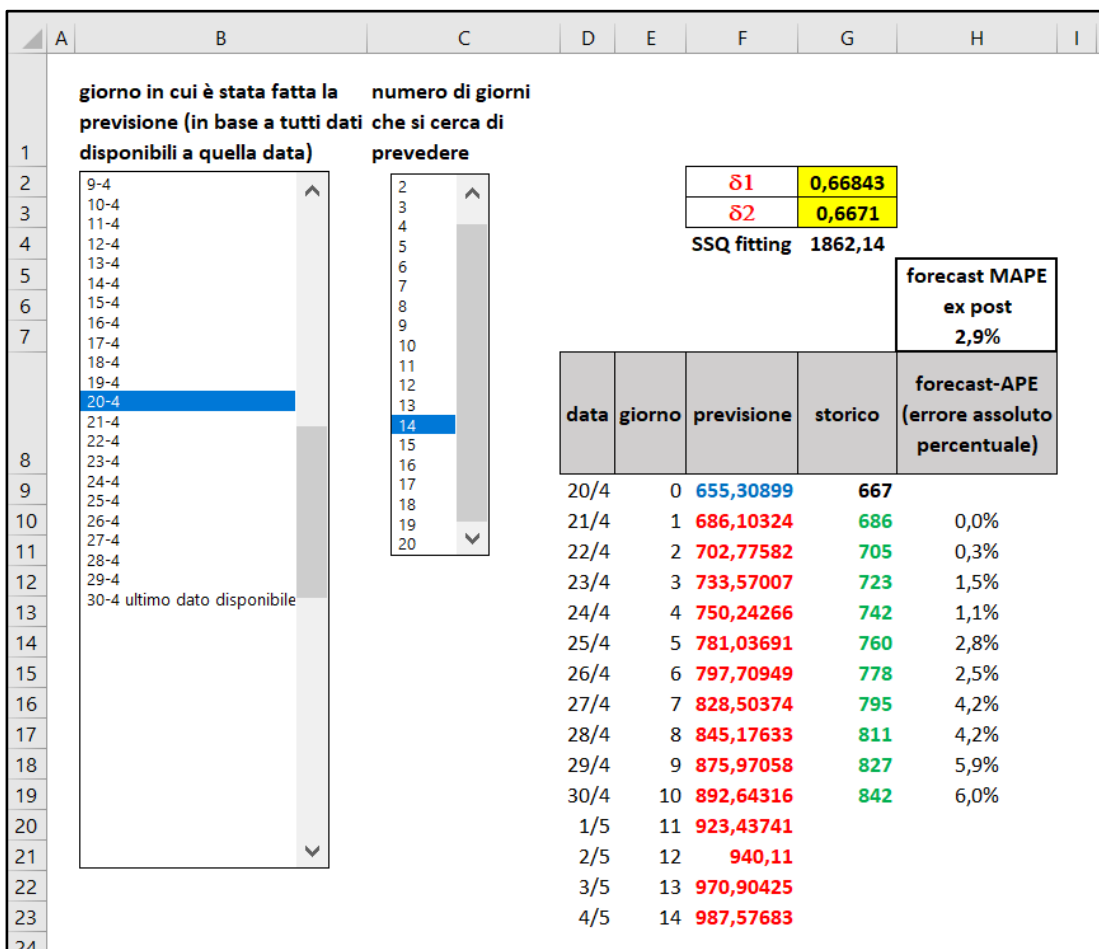 A B C D E F G H I
1 giorno in cui è stata fatta la previsione (in base a tutti dati disponibili a quella data) numero di giorni che si cerca di prevedere
2 δ1 0,66843
3 δ2 0,6671
4 SSQ fitting 1862,14
5 forecast MAPE
6 ex post
7 2,9%
9-4
10-4
11-4
12-4
13-4
14-4
15-4
16-4
17-4
18-4
19-4
20-4
21-4
22-4
23-4
24-4
25-4
26-4
27-4
28-4
29-4
30-4 ultimo dato disponibile
2
3
4
5
6
7
8
9
10
11
12
13
14
15
16
17
18
19
20
8 data giorno previsione storico forecast-APE (errore assoluto percentuale)
9 20/4 0 655,30899 667
10 21/4 1 686,10324 686 0,0%
11 22/4 2 702,77582 705 0,3%
12 23/4 3 733,57007 723 1,5%
13 24/4 4 750,24266 742 1,1%
14 25/4 5 781,03691 760 2,8%
15 26/4 6 797,70949 778 2,5%
16 27/4 7 828,50374 795 4,2%
17 28/4 8 845,17633 811 4,2%
18 29/4 9 875,97058 827 5,9%
19 30/4 10 892,64316 842 6,0%
20 1/5 11 923,43741
21 2/5 12 940,11
22 3/5 13 970,90425
23 4/5 14 987,57683
24